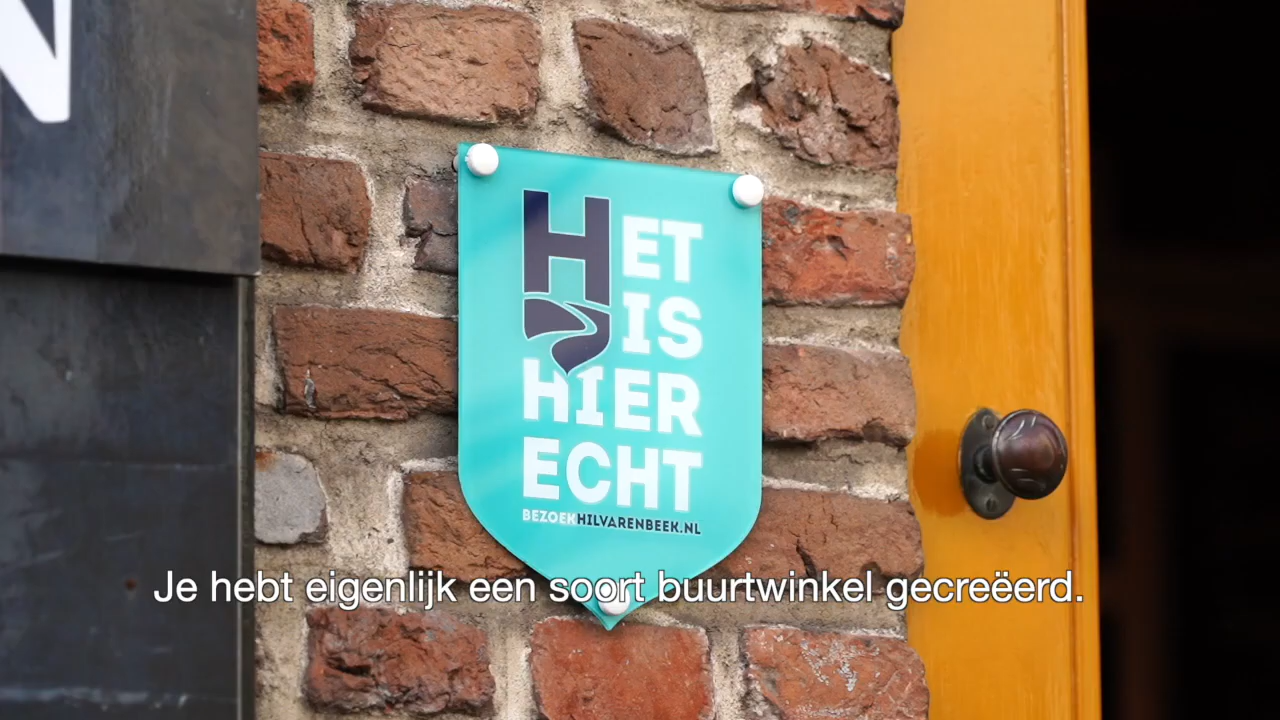 HET
IS
HIER
ECHT
BEZOEKHILVARENBEEK.NL
Je hebt eigenlijk een soort buurtwinkel gecreëerd.